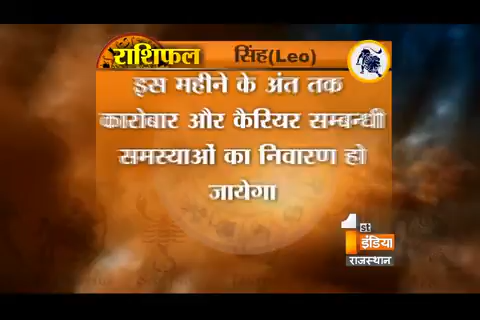 राशिफल
सिंह(Leo)
इस महीने के अंत तक
कारोबार और कैरियर सम्बन्धी
समस्याओं का निवारण हो
जायेगा
1st
इंडिया
राजस्थान